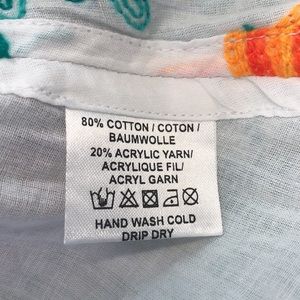 80% COTTON / COTON /
BAUMWOLLE
20% ACRYLIC YARN/
ACRYLIQUE FIL/
ACRYL GARN
HAND WASH COLD
DRIP DRY